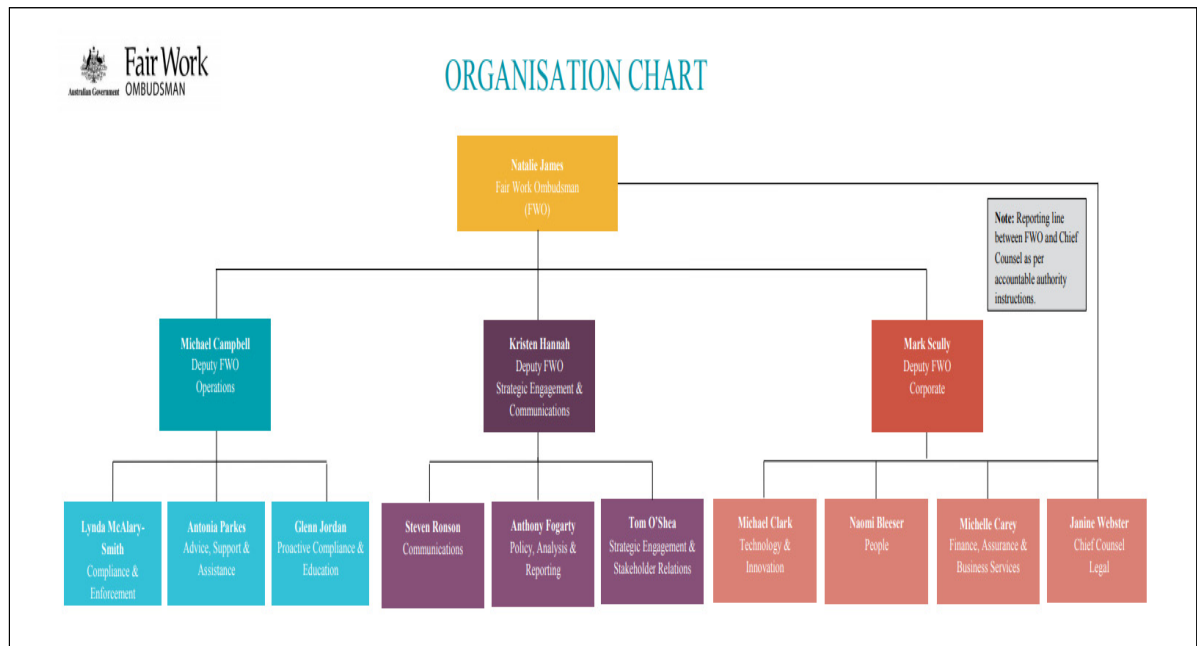 Fair Work
Australian Government OMBUDSMAN
ORGANISATION CHART
Natalie James
Fair Work Ombudsman
(FWO)
Note: Reporting line
between FWO and Chief
Counsel as per
accountable authority
instructions.
Michael Campbell
Deputy FWO
Operations
Kristen Hannah
Deputy FWO
Strategic Engagement &
Communications
Mark Scully
Deputy FWO
Corporate
Lynda McAlary-
Smith
Compliance &
Enforcement
Antonia Parkes
Advice, Support &
Assistance
Glenn Jordan
Proactive Compliance &
Education
Steven Ronson
Communications
Anthony Fogarty
Policy, Analysis &
Reporting
Tom O'Shea
Strategic Engagement &
Stakeholder Relations
Michael Clark
Technology &
Innovation
Naomi Bleeser
People
Michelle Carey
Finance, Assurance &
Business Services
Janine Webster
Chief Counsel
Legal